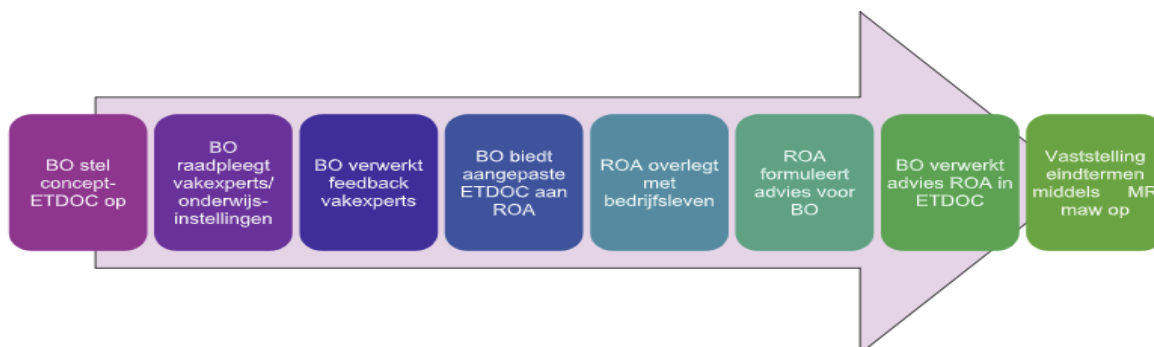 BO stel
concept-
ETDOC op
BO
raadpleegt
vakexperts/
onderwijs-
instellingen
BO verwerkt
feedback
vakexperts
BO biedt
aangepaste
ETDOC aan
ROA
ROA overlegt
met
bedrijfsleven
ROA
formuleert
advies voor
BO
BO verwerkt
advies ROA in
ETDOC
Vaststelling
eindtermen
middels MR
maw op